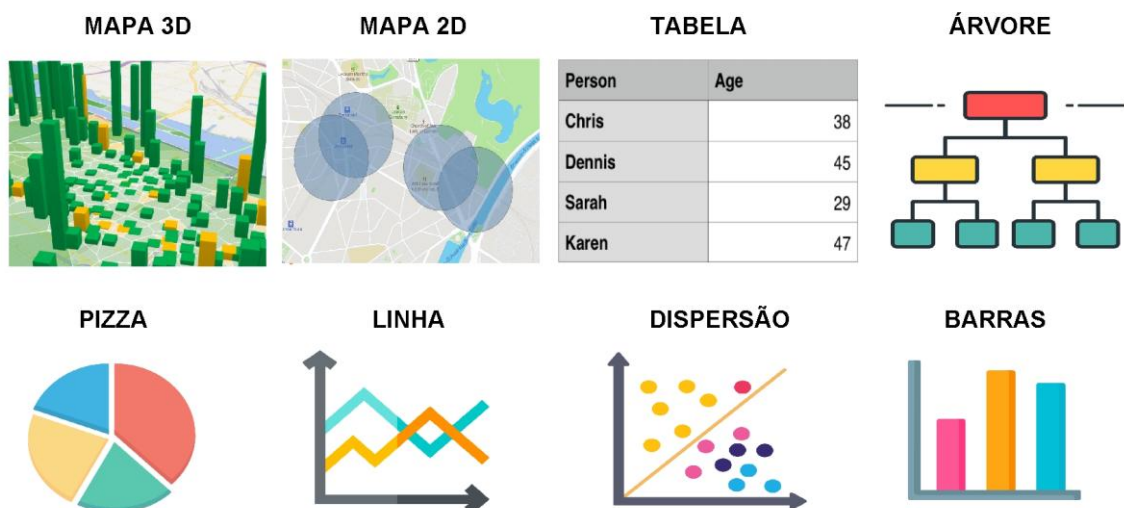 MAPA 3D
MAPA 2D
TABELA
ÁRVORE
Person Age
Chris 38
Dennis 45
Sarah 29
Karen 47
PIZZA
LINHA
DISPERSÃO
BARRAS